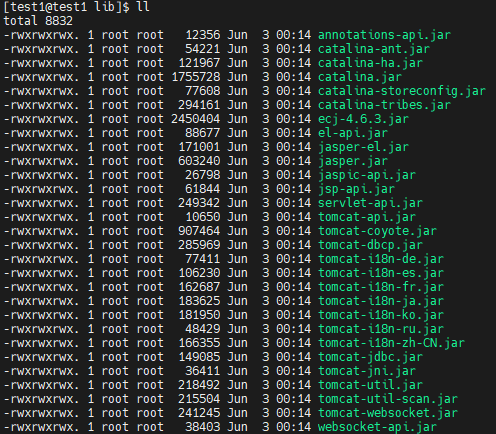 [test1@test1 lib]$ ll
total 8832
-rwxrwxrwx. 1 root root   12356 Jun  3 00:14 annotations-api.jar
-rwxrwxrwx. 1 root root   54221 Jun  3 00:14 catalina-ant.jar
-rwxrwxrwx. 1 root root  121967 Jun  3 00:14 catalina-ha.jar
-rwxrwxrwx. 1 root root 1755728 Jun  3 00:14 catalina.jar
-rwxrwxrwx. 1 root root   77608 Jun  3 00:14 catalina-storeconfig.jar
-rwxrwxrwx. 1 root root  294161 Jun  3 00:14 catalina-tribes.jar
-rwxrwxrwx. 1 root root 2450404 Jun  3 00:14 ecj-4.6.3.jar
-rwxrwxrwx. 1 root root   88677 Jun  3 00:14 el-api.jar
-rwxrwxrwx. 1 root root  171001 Jun  3 00:14 jasper-el.jar
-rwxrwxrwx. 1 root root  603240 Jun  3 00:14 jasper.jar
-rwxrwxrwx. 1 root root   26798 Jun  3 00:14 jaspic-api.jar
-rwxrwxrwx. 1 root root   61844 Jun  3 00:14 jsp-api.jar
-rwxrwxrwx. 1 root root  249342 Jun  3 00:14 servlet-api.jar
-rwxrwxrwx. 1 root root   10650 Jun  3 00:14 tomcat-api.jar
-rwxrwxrwx. 1 root root  907464 Jun  3 00:14 tomcat-coyote.jar
-rwxrwxrwx. 1 root root  285969 Jun  3 00:14 tomcat-dbcp.jar
-rwxrwxrwx. 1 root root   77411 Jun  3 00:14 tomcat-i18n-de.jar
-rwxrwxrwx. 1 root root  106230 Jun  3 00:14 tomcat-i18n-es.jar
-rwxrwxrwx. 1 root root  162687 Jun  3 00:14 tomcat-i18n-fr.jar
-rwxrwxrwx. 1 root root  183625 Jun  3 00:14 tomcat-i18n-ja.jar
-rwxrwxrwx. 1 root root  181950 Jun  3 00:14 tomcat-i18n-ko.jar
-rwxrwxrwx. 1 root root   48429 Jun  3 00:14 tomcat-i18n-ru.jar
-rwxrwxrwx. 1 root root  166355 Jun  3 00:14 tomcat-i18n-zh-CN.jar
-rwxrwxrwx. 1 root root  149085 Jun  3 00:14 tomcat-jdbc.jar
-rwxrwxrwx. 1 root root   36411 Jun  3 00:14 tomcat-jni.jar
-rwxrwxrwx. 1 root root  218492 Jun  3 00:14 tomcat-util.jar
-rwxrwxrwx. 1 root root  215504 Jun  3 00:14 tomcat-util-scan.jar
-rwxrwxrwx. 1 root root  241245 Jun  3 00:14 tomcat-websocket.jar
-rwxrwxrwx. 1 root root   38403 Jun  3 00:14 websocket-api.jar